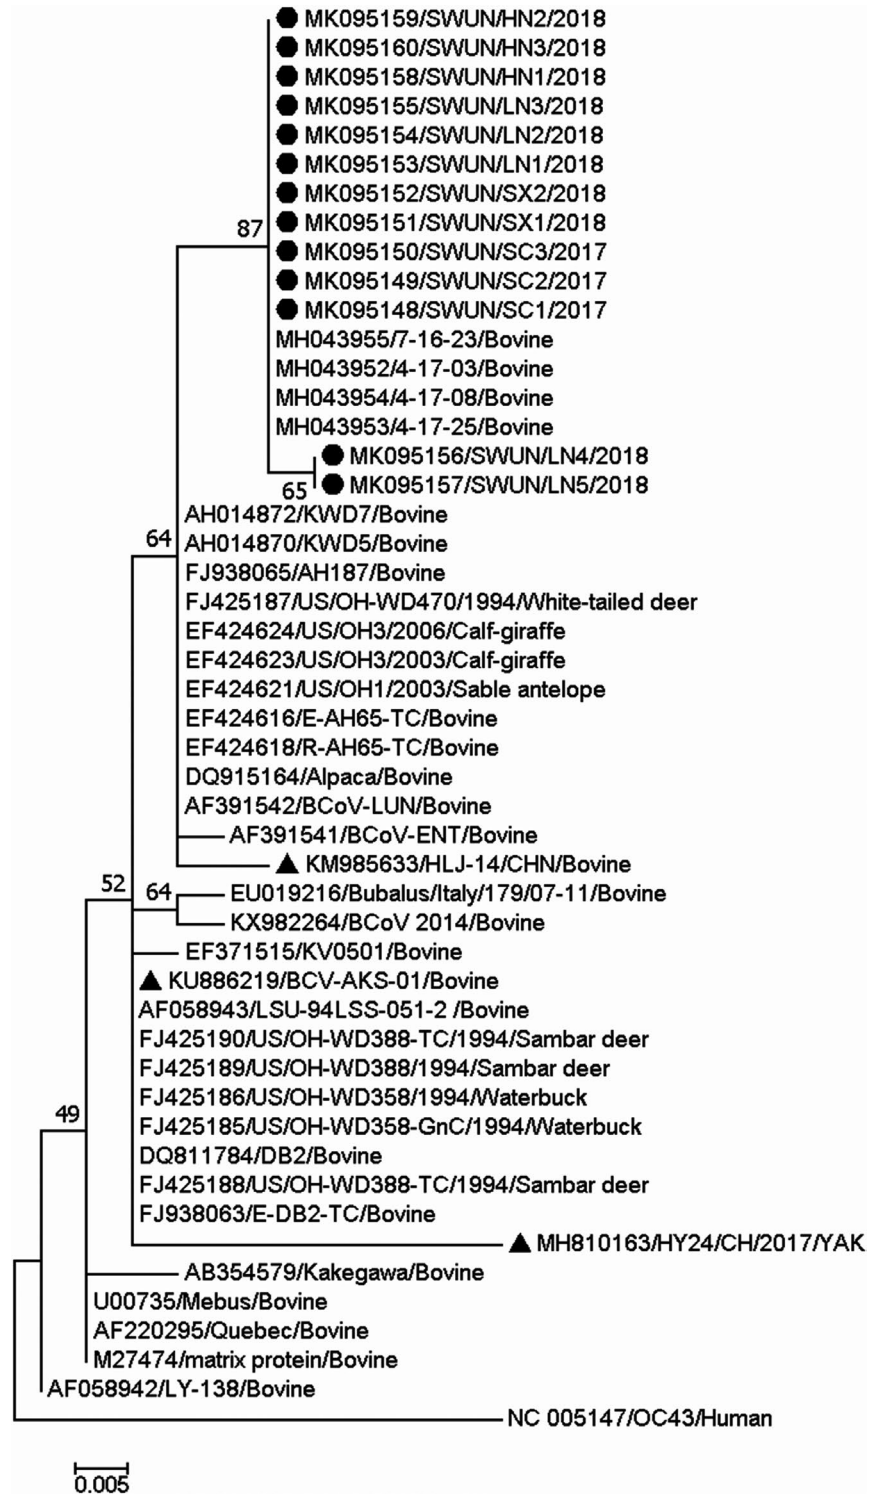 MK095159/SWUN/HN2/2018
MK095160/SWUN/HN3/2018
MK095158/SWUN/HN1/2018
MK095155/SWUN/LN3/2018
MK095154/SWUN/LN2/2018
MK095153/SWUN/LN1/2018
MK095152/SWUN/SX2/2018
MK095151/SWUN/SX1/2018
87
MK095150/SWUN/SC3/2017
MK095149/SWUN/SC2/2017
MK095148/SWUN/SC1/2017
MH043955/7-16-23/Bovine
MH043952/4-17-03/Bovine
MH043954/4-17-08/Bovine
MH043953/4-17-25/Bovine
MK095156/SWUN/LN4/2018
65
MK095157/SWUN/LN5/2018
AH014872/KWD7/Bovine
64
AH014870/KWD5/Bovine
FJ938065/AH187/Bovine
FJ425187/US/OH-WD470/1994/White-tailed deer
EF424624/US/OH3/2006/Calf-giraffe
EF424623/US/OH3/2003/Calf-giraffe
EF424621/US/OH1/2003/Sable antelope
EF424616/E-AH65-TC/Bovine
EF424618/R-AH65-TC/Bovine
DQ915164/Alpaca/Bovine
AF391542/BCoV-LUN/Bovine
AF391541/BCoV-ENT/Bovine
KM985633/HLJ-14/CHN/Bovine
52
64
EU019216/Bubalus/Italy/179/07-11/Bovine
KX982264/BCoV 2014/Bovine
EF371515/KV0501/Bovine
KU886219/BCV-AKS-01/Bovine
AF058943/LSU-94LSS-051-2 /Bovine
FJ425190/US/OH-WD388-TC/1994/Sambar deer
FJ425189/US/OH-WD388/1994/Sambar deer
FJ425186/US/OH-WD358/1994/Waterbuck
49
FJ425185/US/OH-WD358-GnC/1994/Waterbuck
DQ811784/DB2/Bovine
FJ425188/US/OH-WD388-TC/1994/Sambar deer
FJ938063/E-DB2-TC/Bovine
MH810163/HY24/CH/2017/YAK
AB354579/Kakegawa/Bovine
U00735/Mebus/Bovine
AF220295/Quebec/Bovine
M27474/matrix protein/Bovine
AF058942/LY-138/Bovine
NC 005147/OC43/Human
0.005